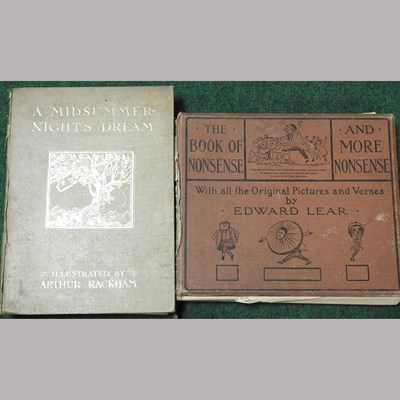 A MIDSUMMER-
NIGHT'S DREAM
ILLUSTRATED BY
ARTHUR RACKHAM
THE
BOOK OF
NONSENSE
AND
MORE
NONSENSE
With all the Original Pictures and Verses
by
EDWARD LEAR